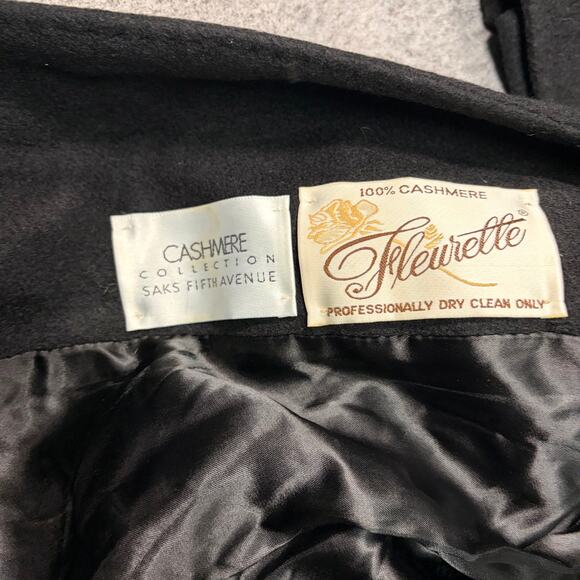 CASHMERE
COLLECTION
SAKS FIFTH AVENUE
100% CASHMERE
Fleurette®
PROFESSIONALLY DRY CLEAN ONLY